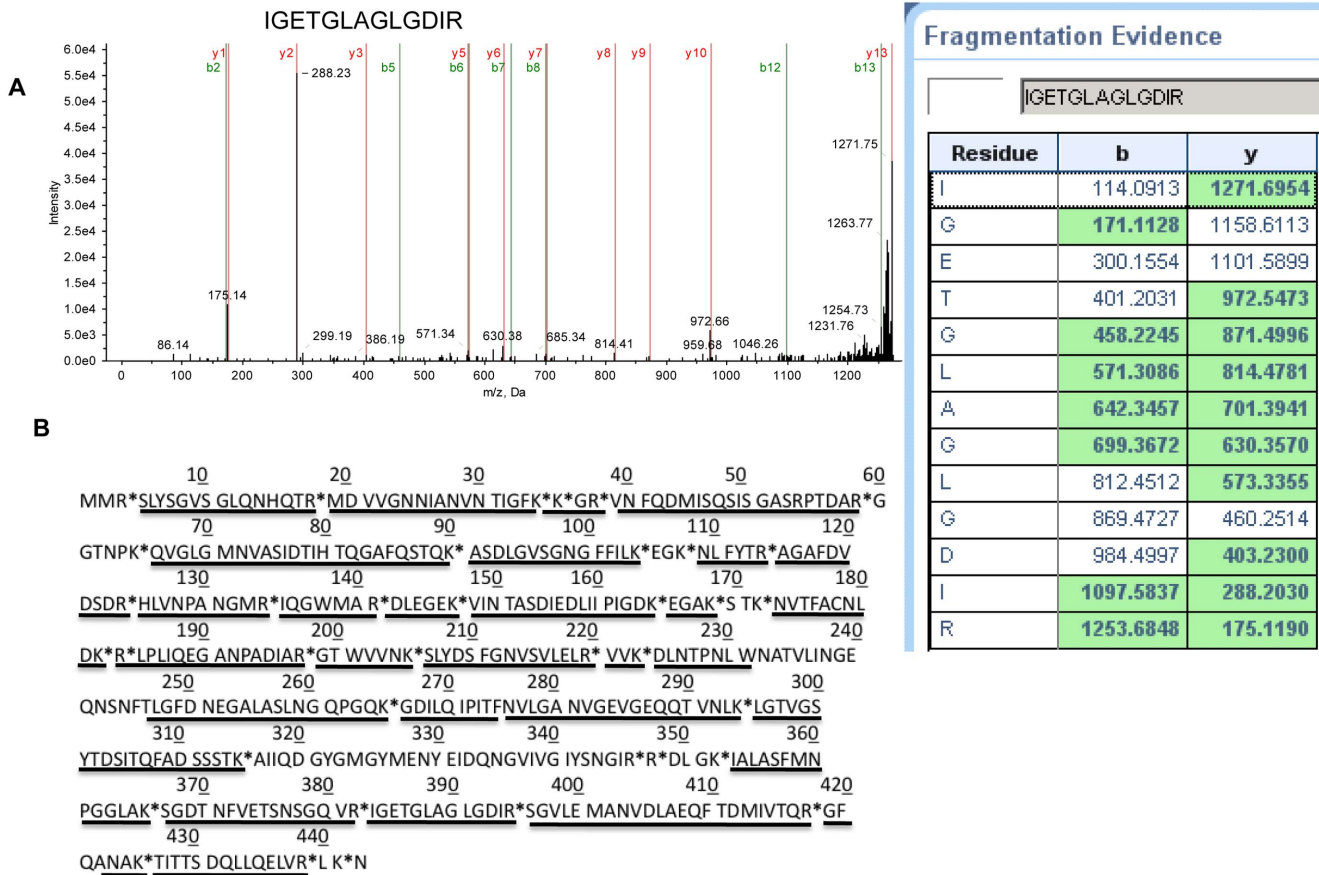 IGETGLAGLGDIR
A
6.0e4
5.5e4
5.0e4
4.5e4
4.0e4
3.5e4
3.0e4
2.5e4
2.0e4
1.5e4
1.0e4
5.0e3
0.0e0
Intensity
y1 y2 y3 y5 y6 y7 y8 y9 y10 y13
b2 b5 b6 b7 b8 b12 b13
288.23
1271.75
1263.77
175.14
1254.73
972.66
1231.76
86.14 299.19 386.19 571.34 630.38 685.34 814.41 959.68 1046.26
0 100 200 300 400 500 600 700 800 900 1000 1100 1200
m/z, Da
Fragmentation Evidence
IGETGLAGLGDIR
Residue b y
I 114.0913 1271.6954
G 171.1128 1158.6113
E 300.1554 1101.5899
T 401.2031 972.5473
G 458.2245 871.4996
L 571.3086 814.4781
A 642.3457 701.3941
G 699.3672 630.3570
L 812.4512 573.3355
G 869.4727 460.2514
D 984.4997 403.2300
I 1097.5837 288.2030
R 1253.6848 175.1190
B
10 20 30 40 50 60
MMR*SLYSGVS GLQNHQTR*MD VVGNNIANVN TIGFK*K*GR*VN FQDMISQSIS GASRPTDAR*G
70 80 90 100 110 120
GTNPK*QVGLG MNVASIDTIH TQGAFQSTQK*ASDLGVSGNG FFILK*EGK*NL FYTR*AGAFDV
130 140 150 160 170 180
DSDR*HLVNPA NGMR*IQGWMA R*DLEGEK*VIN TASDIEDLII PIGDK*EGAK*S TK*NVTFACNL
190 200 210 220 230 240
DK*R*LPLIQEG ANPADIAR*GT WVVNK*SLYDS FGNVSVLELR*VVK*DLNTPNL WNATVLINGE
250 260 270 280 290 300
QNSNFTLGFD NEGALASLNG QPGQK*GDILQ IPITFNVLGA NVGEVGEQQT VNLK*LGTVGS
310 320 330 340 350 360
YTDSITQFAD SSSTK*AIIQD GYGMGYMENY EIDQNGVIVG IYSNGIR*R*DL GK*IALASFMN
370 380 390 400 410 420
PGGLAK*SGDT NFVETSNSGQ VR*IGETGLAG LGDIR*SGVLE MANVDLAEQF TDMIVTQR*GF
430 440
QANAK*TITTS DQLLQELVR*L K*N